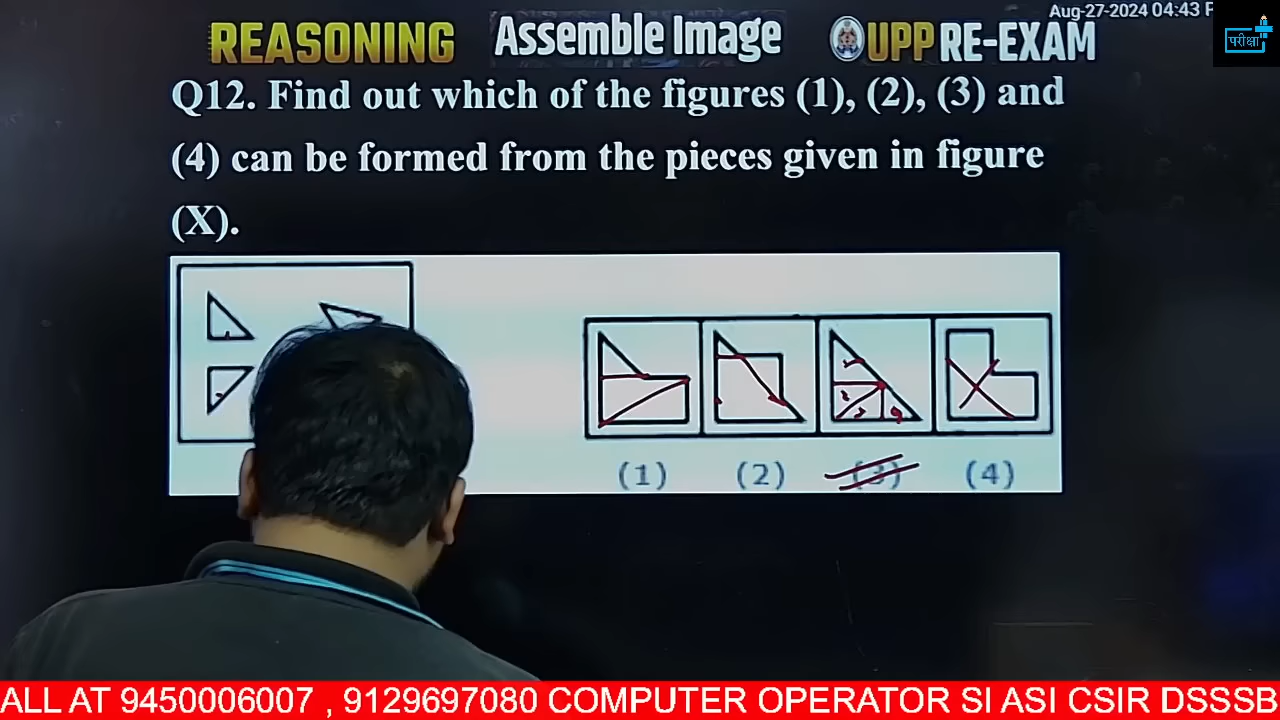 Aug-27-2024 04:43 P
REASONING Assemble Image UPP RE-EXAM
परीक्षा
Q12. Find out which of the figures (1), (2), (3) and
(4) can be formed from the pieces given in figure
(X).
(1) (2) (3) (4)
ALL AT 9450006007 , 9129697080 COMPUTER OPERATOR SI ASI CSIR DSSSB